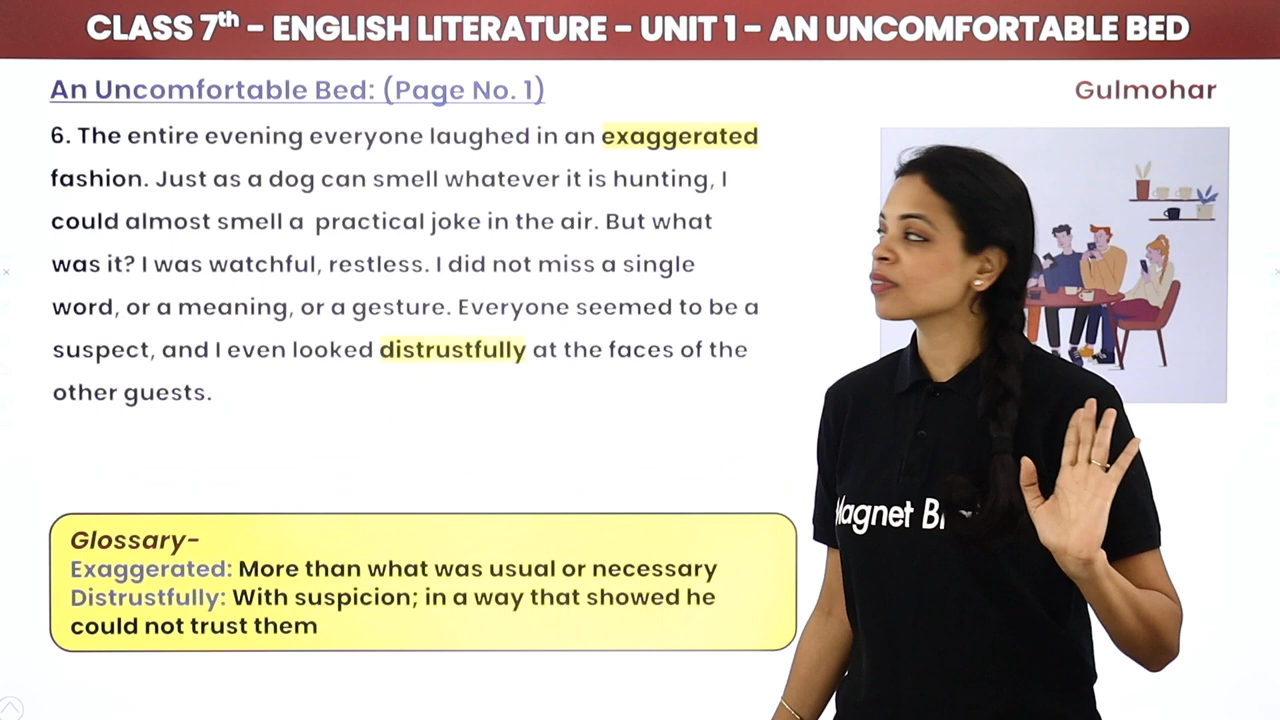 CLASS 7th - ENGLISH LITERATURE - UNIT 1 - AN UNCOMFORTABLE BED
An Uncomfortable Bed: (Page No. 1)
Gulmohar
6. The entire evening everyone laughed in an exaggerated
fashion. Just as a dog can smell whatever it is hunting, I
could almost smell a practical joke in the air. But what
was it? I was watchful, restless. I did not miss a single
word, or a meaning, or a gesture. Everyone seemed to be a
suspect, and I even looked distrustfully at the faces of the
other guests.
Glossary-
Exaggerated: More than what was usual or necessary
Distrustfully: With suspicion; in a way that showed he
could not trust them
Magnet Br